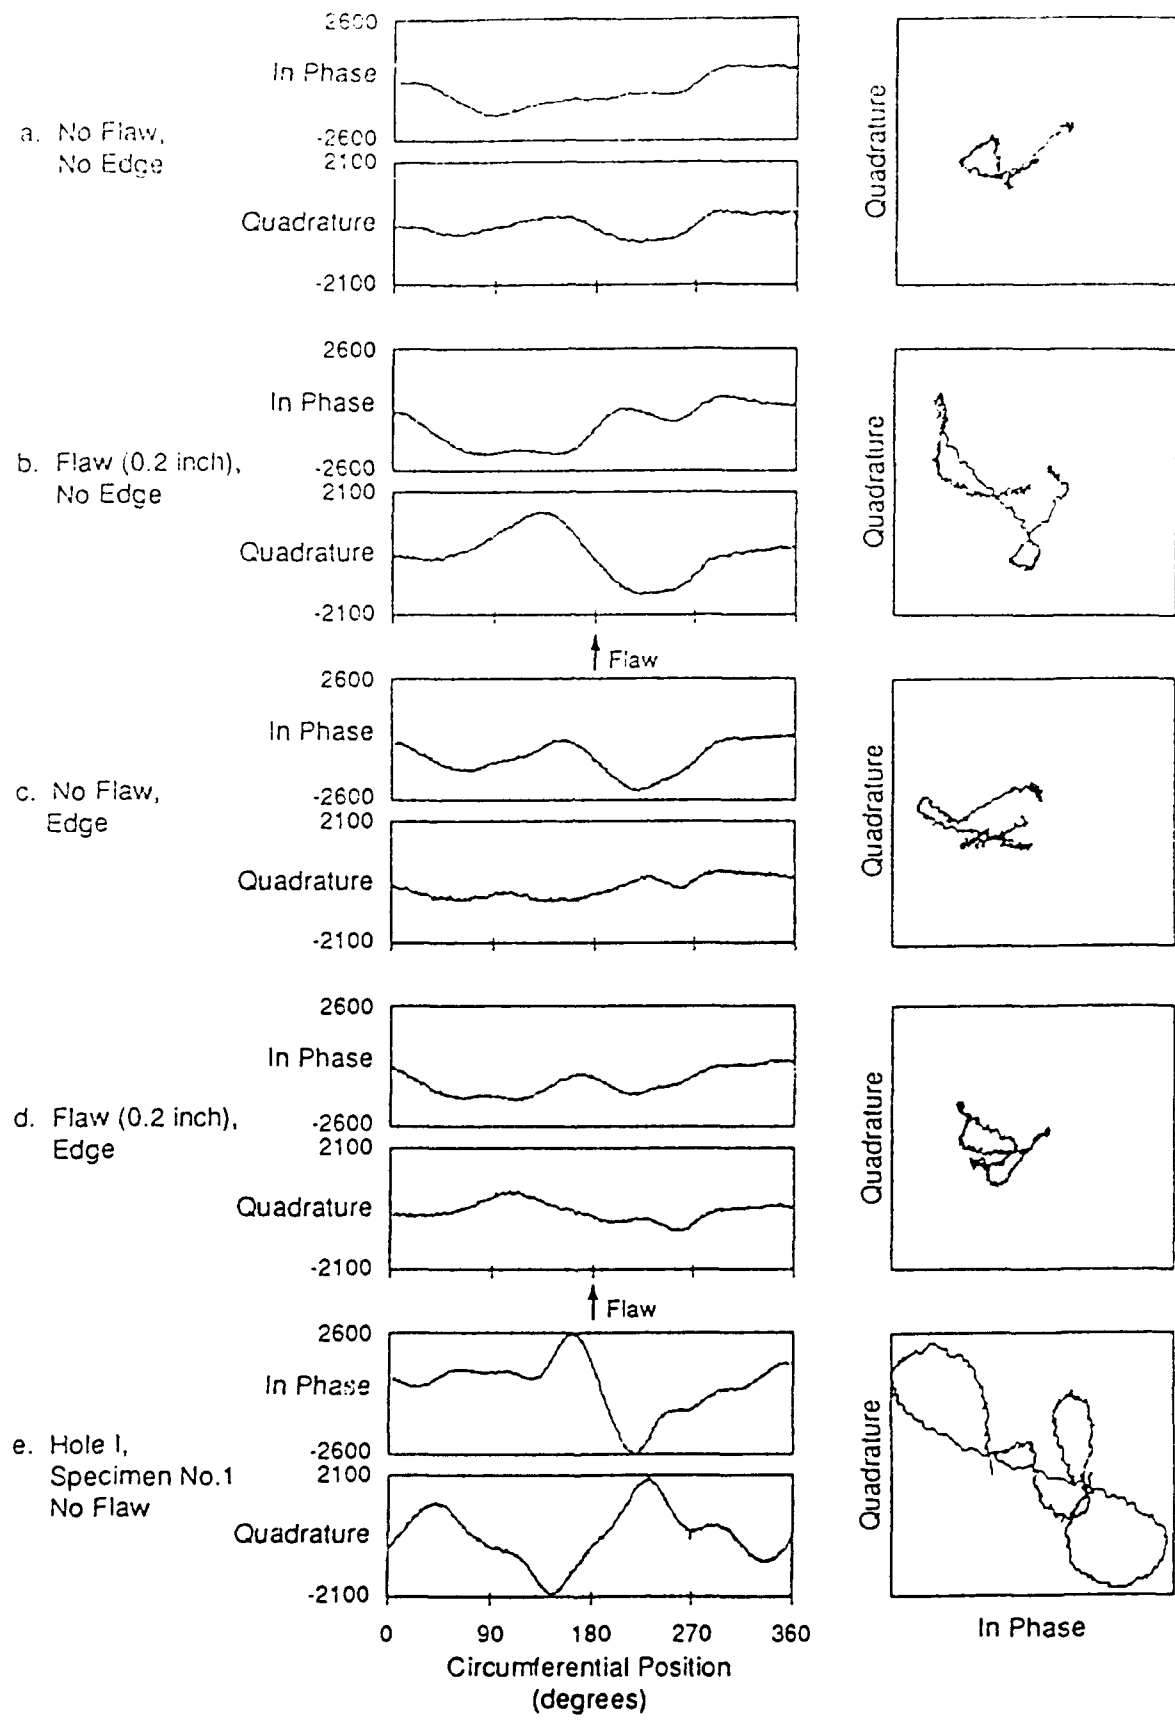 2600
In Phase
a. No Flaw,
No Edge
-2600
2100
Quadrature
-2100
Quadrature
2600
In Phase
b. Flaw (0.2 inch),
No Edge
-2600
2100
Quadrature
-2100
Flaw
Quadrature
2600
In Phase
c. No Flaw,
Edge
-2600
2100
Quadrature
-2100
Quadrature
2600
In Phase
d. Flaw (0.2 inch),
Edge
-2600
2100
Quadrature
-2100
Flaw
Quadrature
2600
In Phase
e. Hole I,
Specimen No.1
No Flaw
-2600
2100
Quadrature
-2100
Quadrature
0 90 180 270 360
Circumferential Position
(degrees)
In Phase